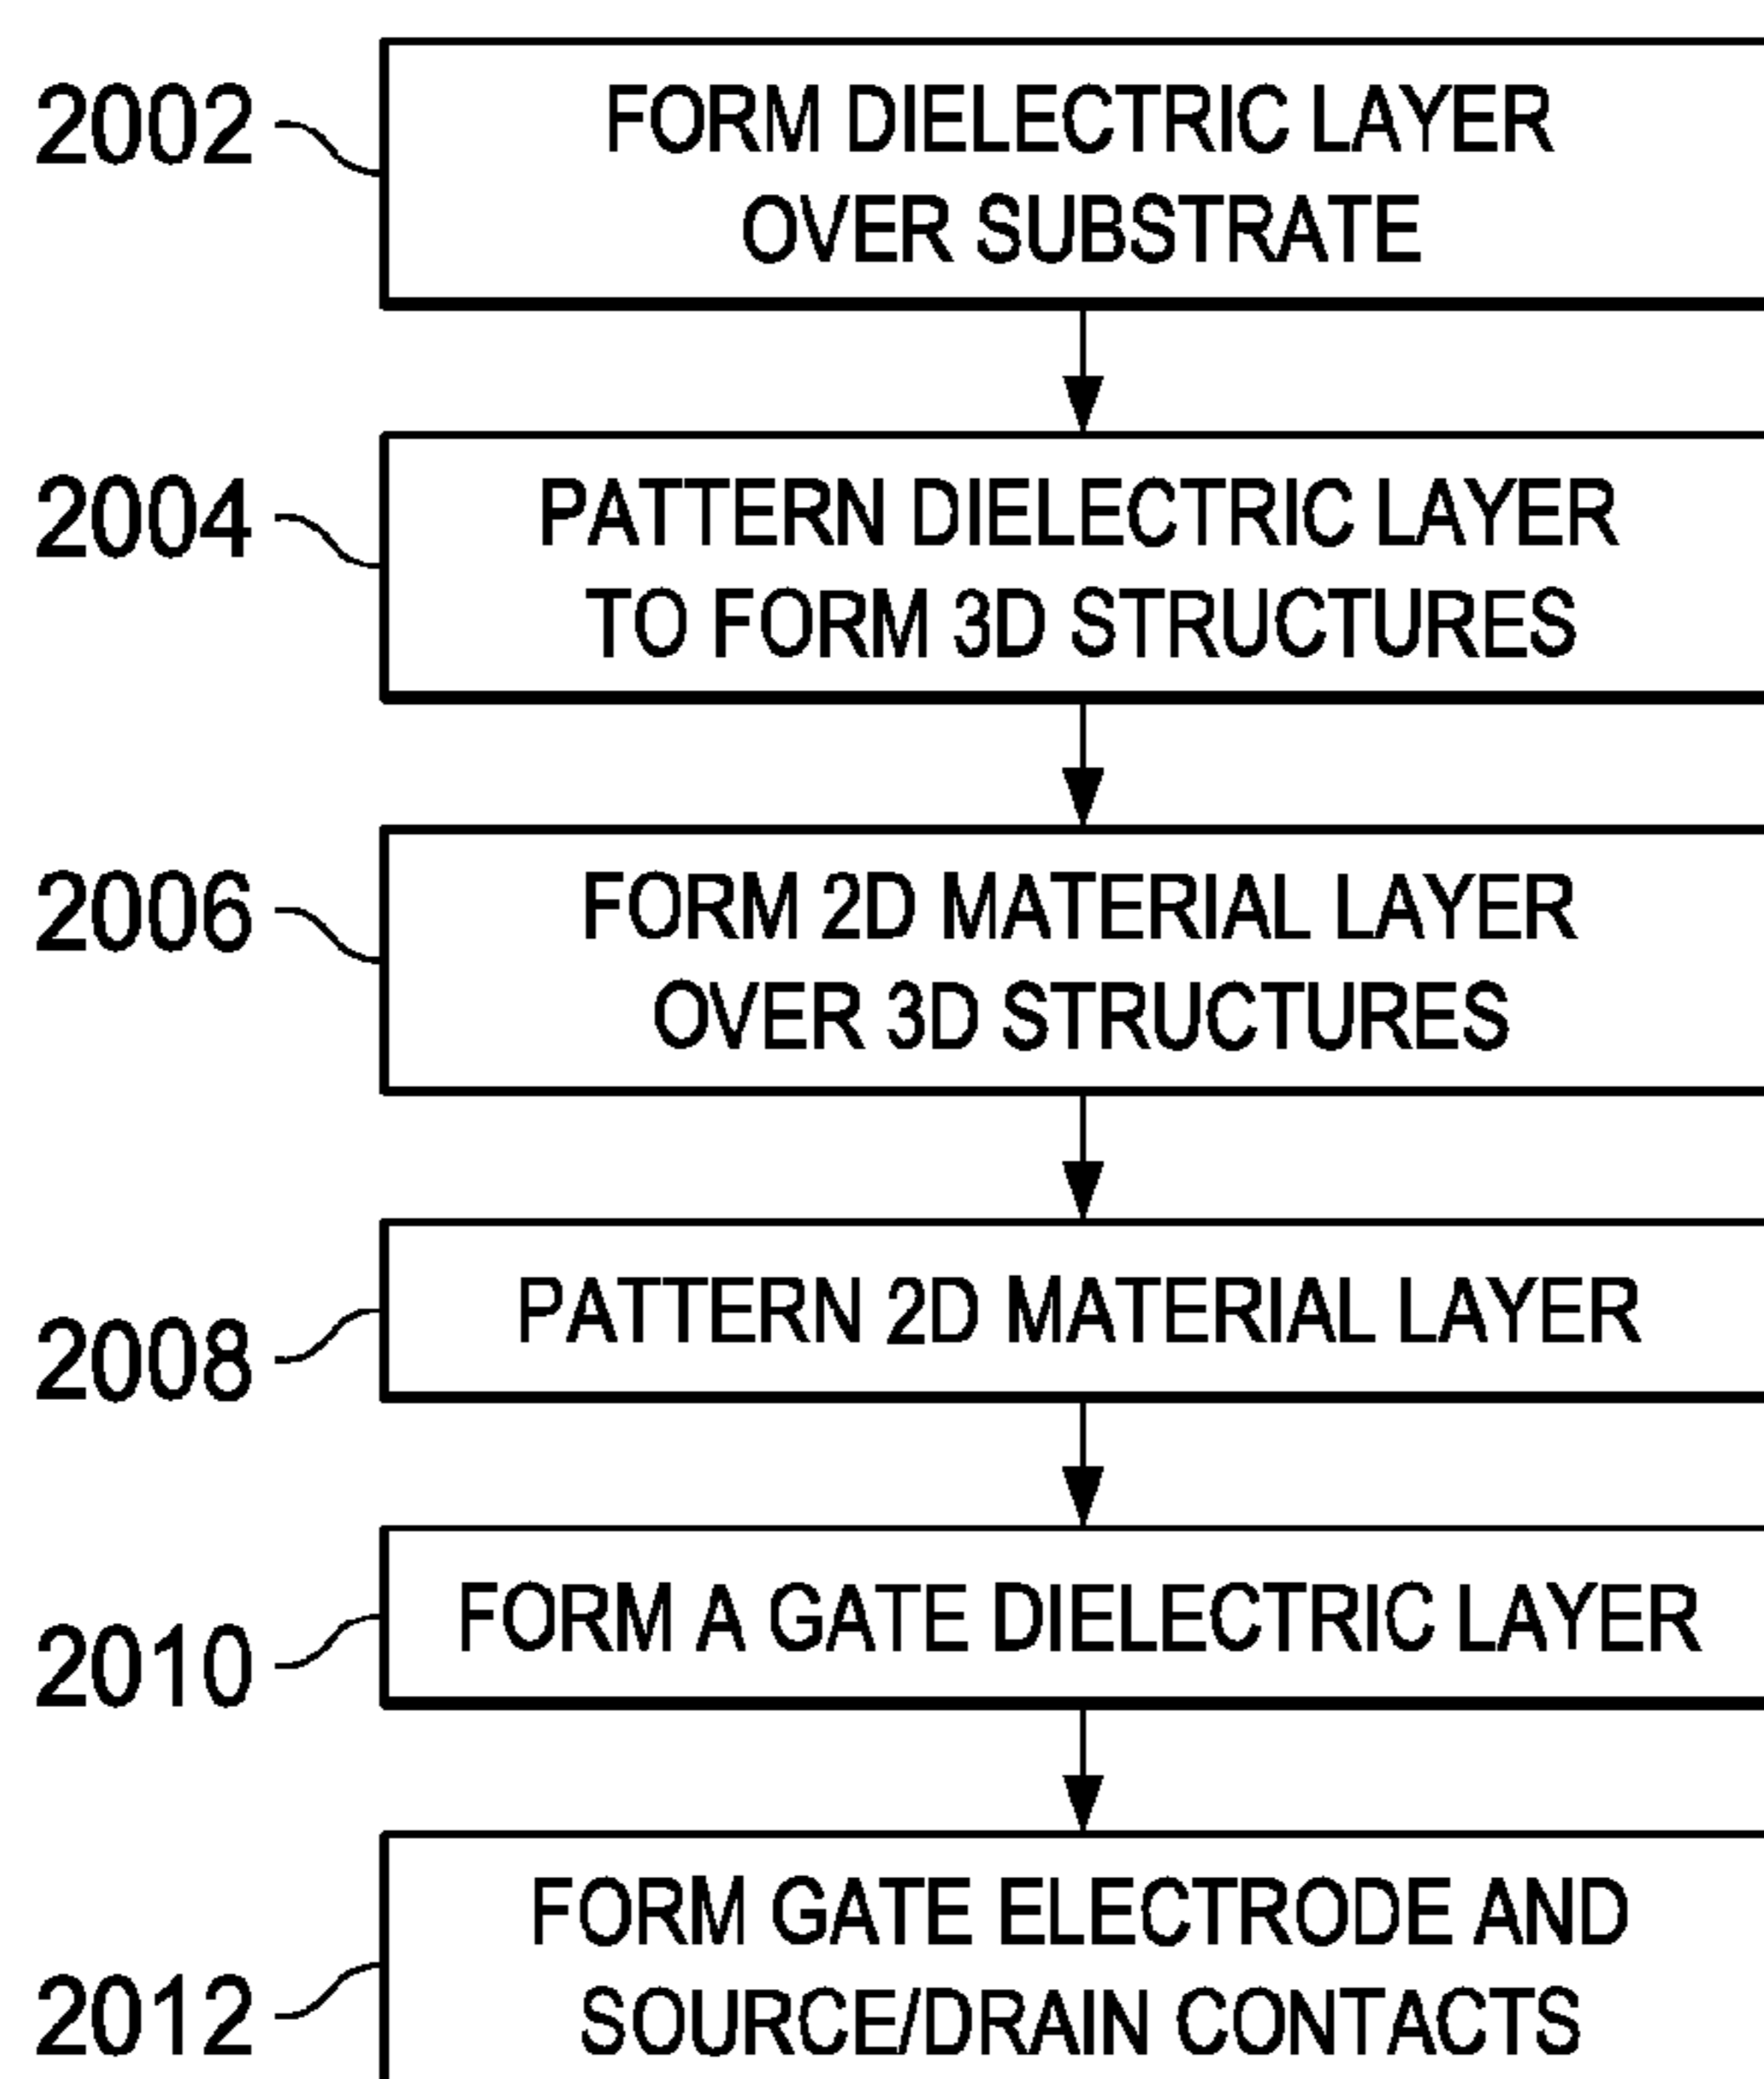 2002
FORM DIELECTRIC LAYER
OVER SUBSTRATE
2004
PATTERN DIELECTRIC LAYER
TO FORM 3D STRUCTURES
2006
FORM 2D MATERIAL LAYER
OVER 3D STRUCTURES
2008
PATTERN 2D MATERIAL LAYER
2010
FORM A GATE DIELECTRIC LAYER
2012
FORM GATE ELECTRODE AND
SOURCE/DRAIN CONTACTS